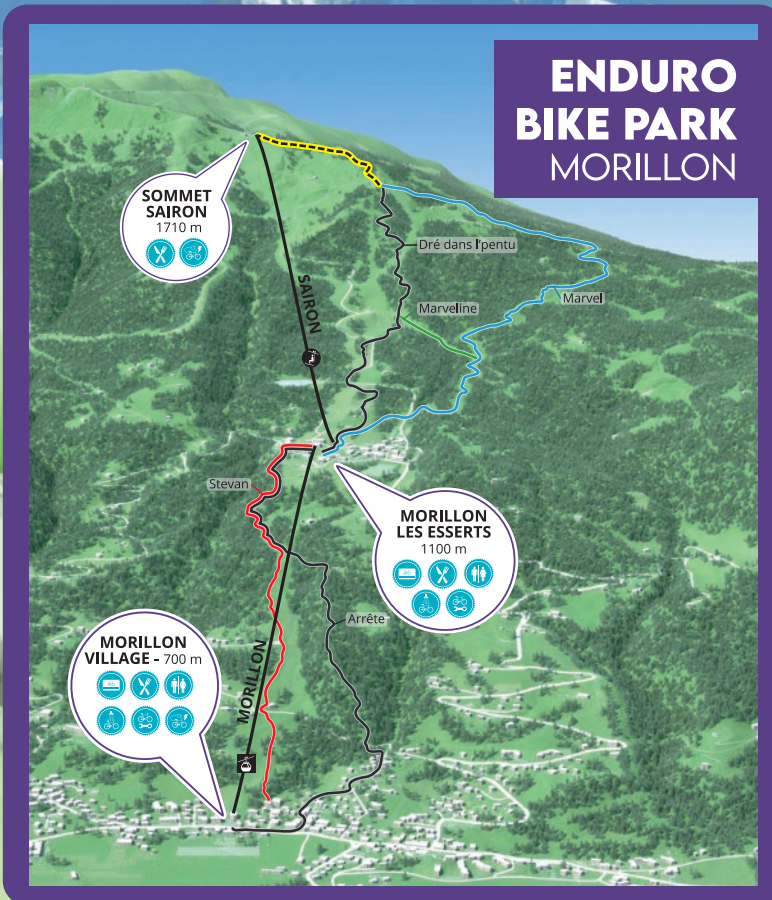 ENDURO
BIKE PARK
MORILLON
SOMMET
SAIRON
1710 m
Dré dans l'pentu
SAIRON
Marveline
Marvel
Stevan
MORILLON
LES ESSERTS
1100 m
Arrête
MORILLON
VILLAGE - 700 m
MORILLON